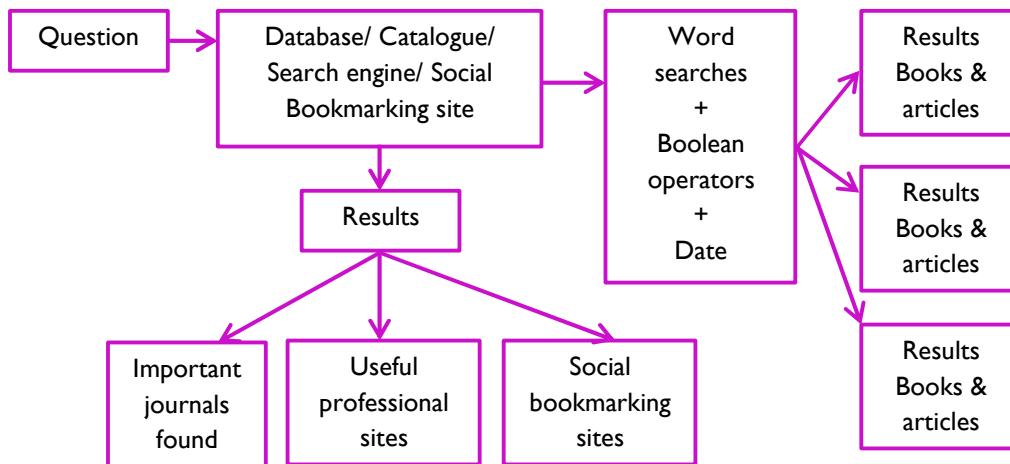 Question
Database/ Catalogue/
Search engine/ Social
Bookmarking site
Word
searches
+
Boolean
operators
+
Date
Results
Books &
articles
Results
Books &
articles
Results
Books &
articles
Results
Important
journals
found
Useful
professional
sites
Social
bookmarking
sites